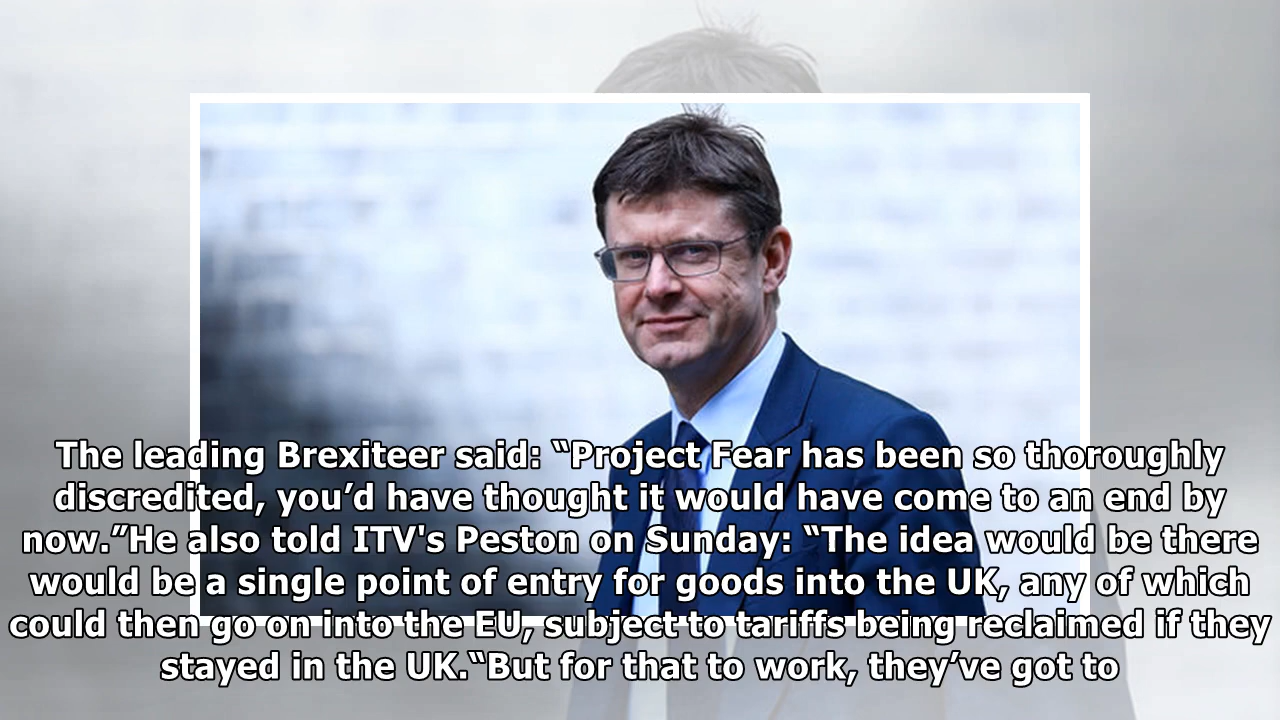 The leading Brexiteer said: “Project Fear has been so thoroughly
discredited, you’d have thought it would have come to an end by
now.”He also told ITV's Peston on Sunday: “The idea would be there
would be a single point of entry for goods into the UK, any of which
could then go on into the EU, subject to tariffs being reclaimed if they
stayed in the UK.“But for that to work, they’ve got to